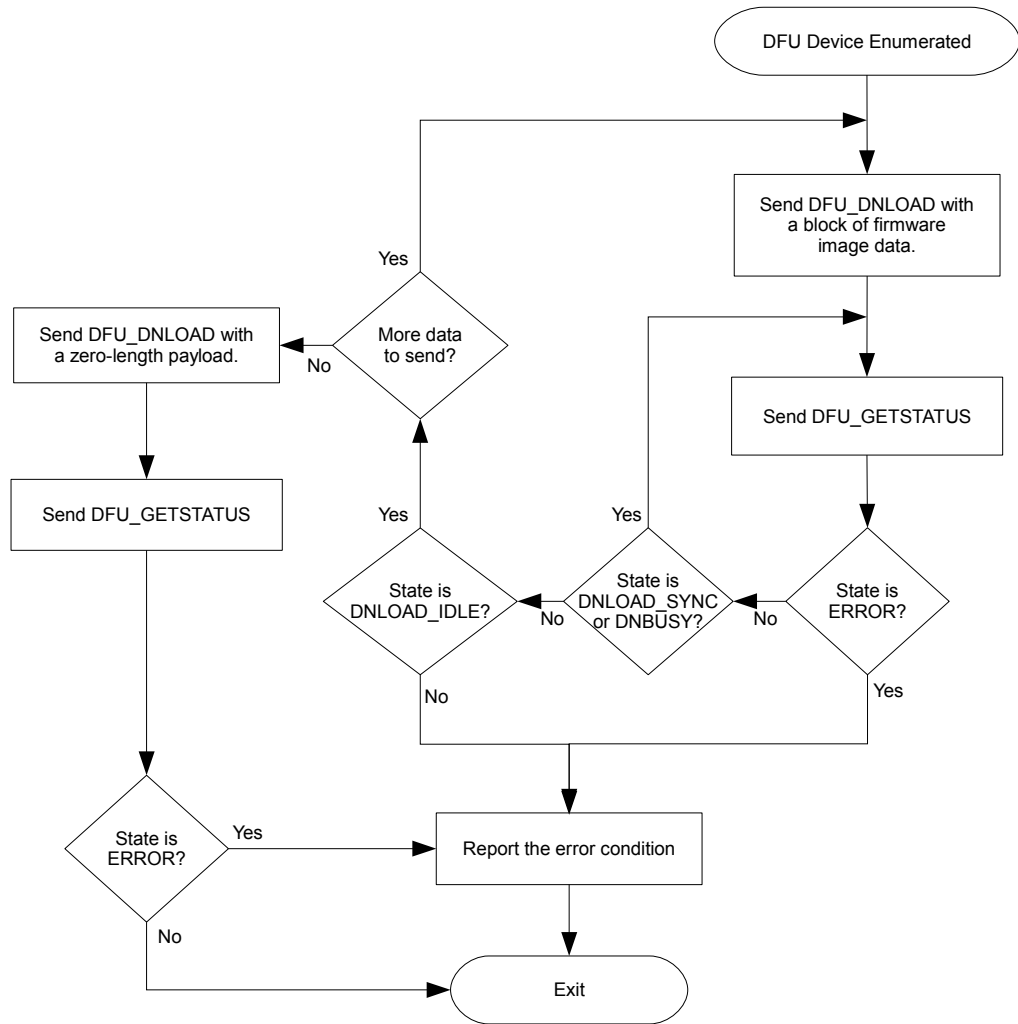 DFU Device Enumerated
Send DFU_DNLOAD with
a block of firmware
image data.
Yes
Send DFU_DNLOAD with
a zero-length payload.
No
More data
to send?
Send DFU_GETSTATUS
Send DFU_GETSTATUS
Yes
Yes
State is
DNLOAD_IDLE?
No
State is
DNLOAD_SYNC
or DNBUSY?
No
State is
ERROR?
No
Yes
State is
ERROR?
Yes
Report the error condition
No
Exit